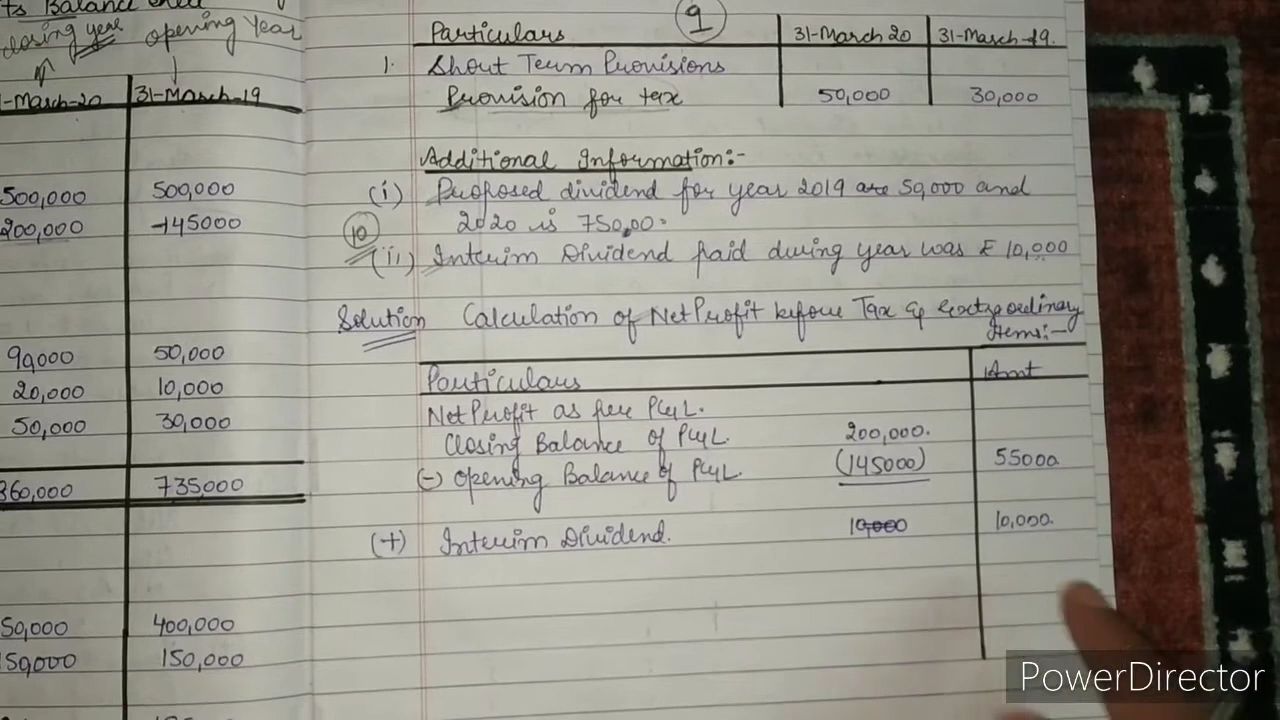 ts Balance sheet
closing year opening Year
1-March-20 31-March-19
500,000 500,000
200,000 -145000
90,000 50,000
20,000 10,000
50,000 30,000
360,000 735000
50,000 400,000
150,000 150,000
9
Particulars 31-March 20 31-March-19.
1. Short Term Provisions
Provision for tax 50,000 30,000
Additional Information:-
(i) Proposed dividend for year 2019 are 50,000 and
2020 is 750,00.
10
(ii) Interim Dividend paid during year was ₹ 10,000
Solution Calculation of Net Profit before Tax & Extraordinary
Items:-
Particulars Amt
Net Profit as per P&L.
Closing Balance of P&L. 200,000.
(-) Opening Balance of P&L. (145000) 55000
(+) Interim Dividend. 10,000 10,000.
PowerDirector